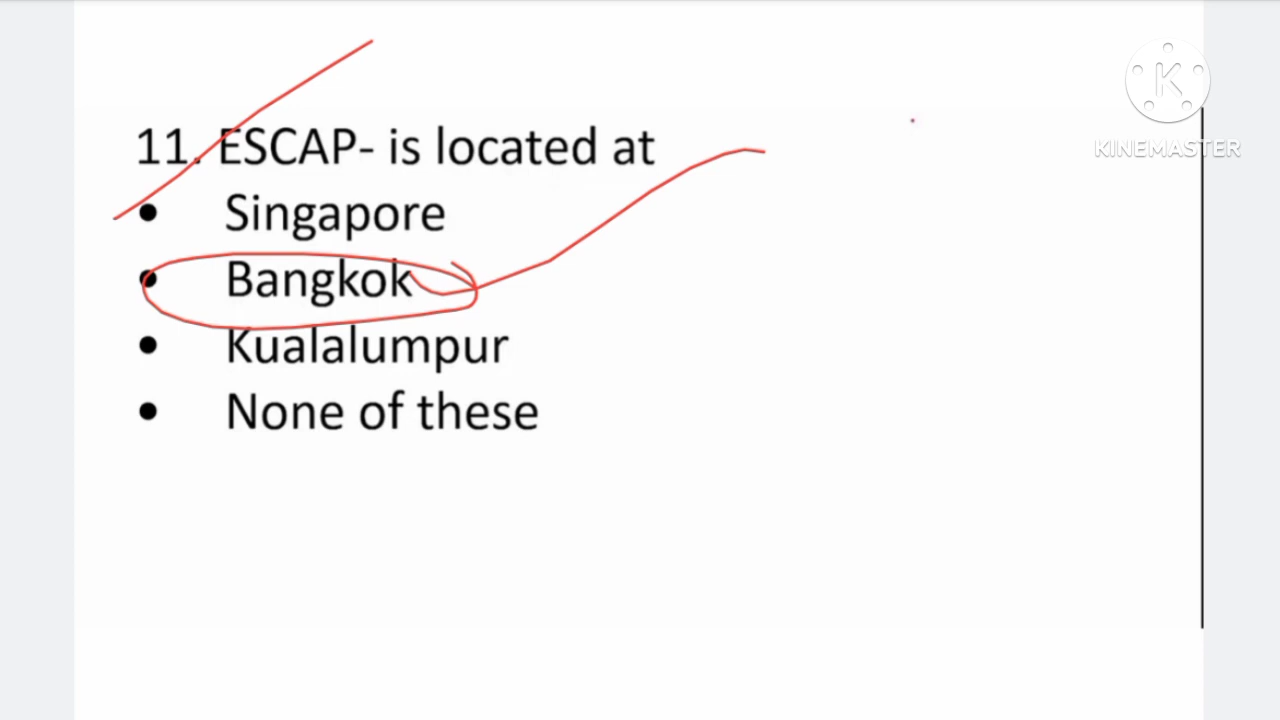 KINEMASTER
11. ESCAP- is located at
• Singapore
• Bangkok
• Kualalumpur
• None of these